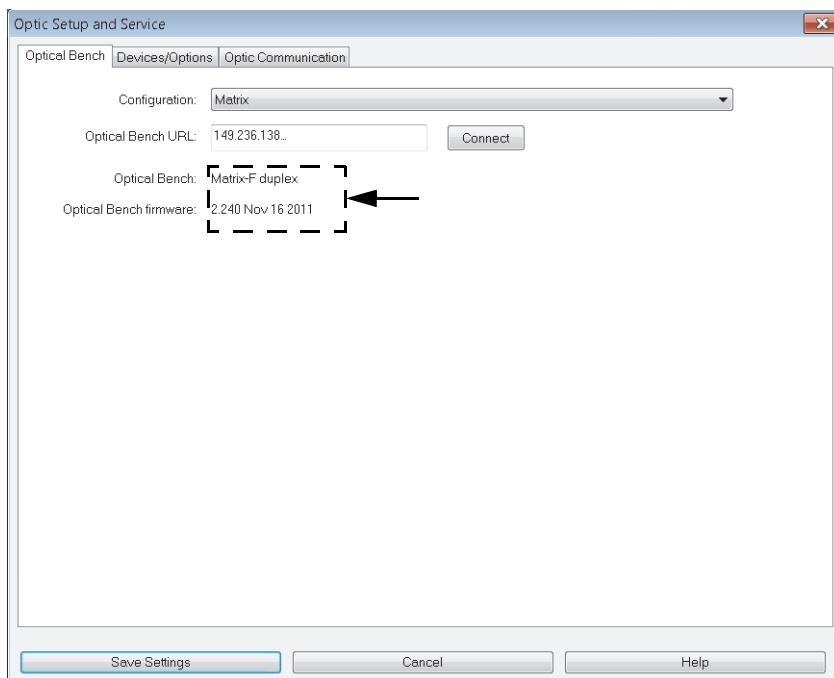 Optic Setup and Service
Optical Bench Devices/Options Optic Communication
Configuration: Matrix
Optical Bench URL: 149.236.138... Connect
Optical Bench: Matrix-F duplex
Optical Bench firmware: 2.240 Nov 16 2011
Save Settings Cancel Help